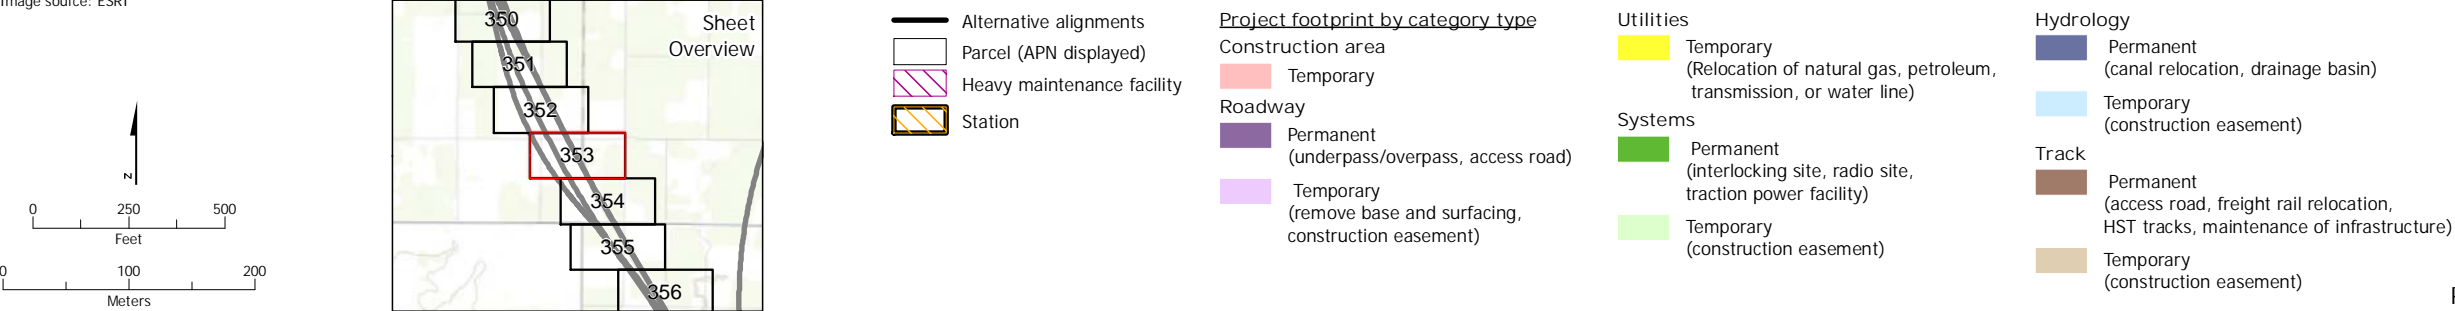 Image source: ESRI
N
0 250 500
Feet
0 100 200
Meters
Sheet
Overview
350
351
352
353
354
355
356
Alternative alignments
Parcel (APN displayed)
Heavy maintenance facility
Station
Project footprint by category type
Construction area
Temporary
Roadway
Permanent
(underpass/overpass, access road)
Temporary
(remove base and surfacing,
construction easement)
Utilities
Temporary
(Relocation of natural gas, petroleum,
transmission, or water line)
Systems
Permanent
(interlocking site, radio site,
traction power facility)
Temporary
(construction easement)
Hydrology
Permanent
(canal relocation, drainage basin)
Temporary
(construction easement)
Track
Permanent
(access road, freight rail relocation,
HST tracks, maintenance of infrastructure)
Temporary
(construction easement)